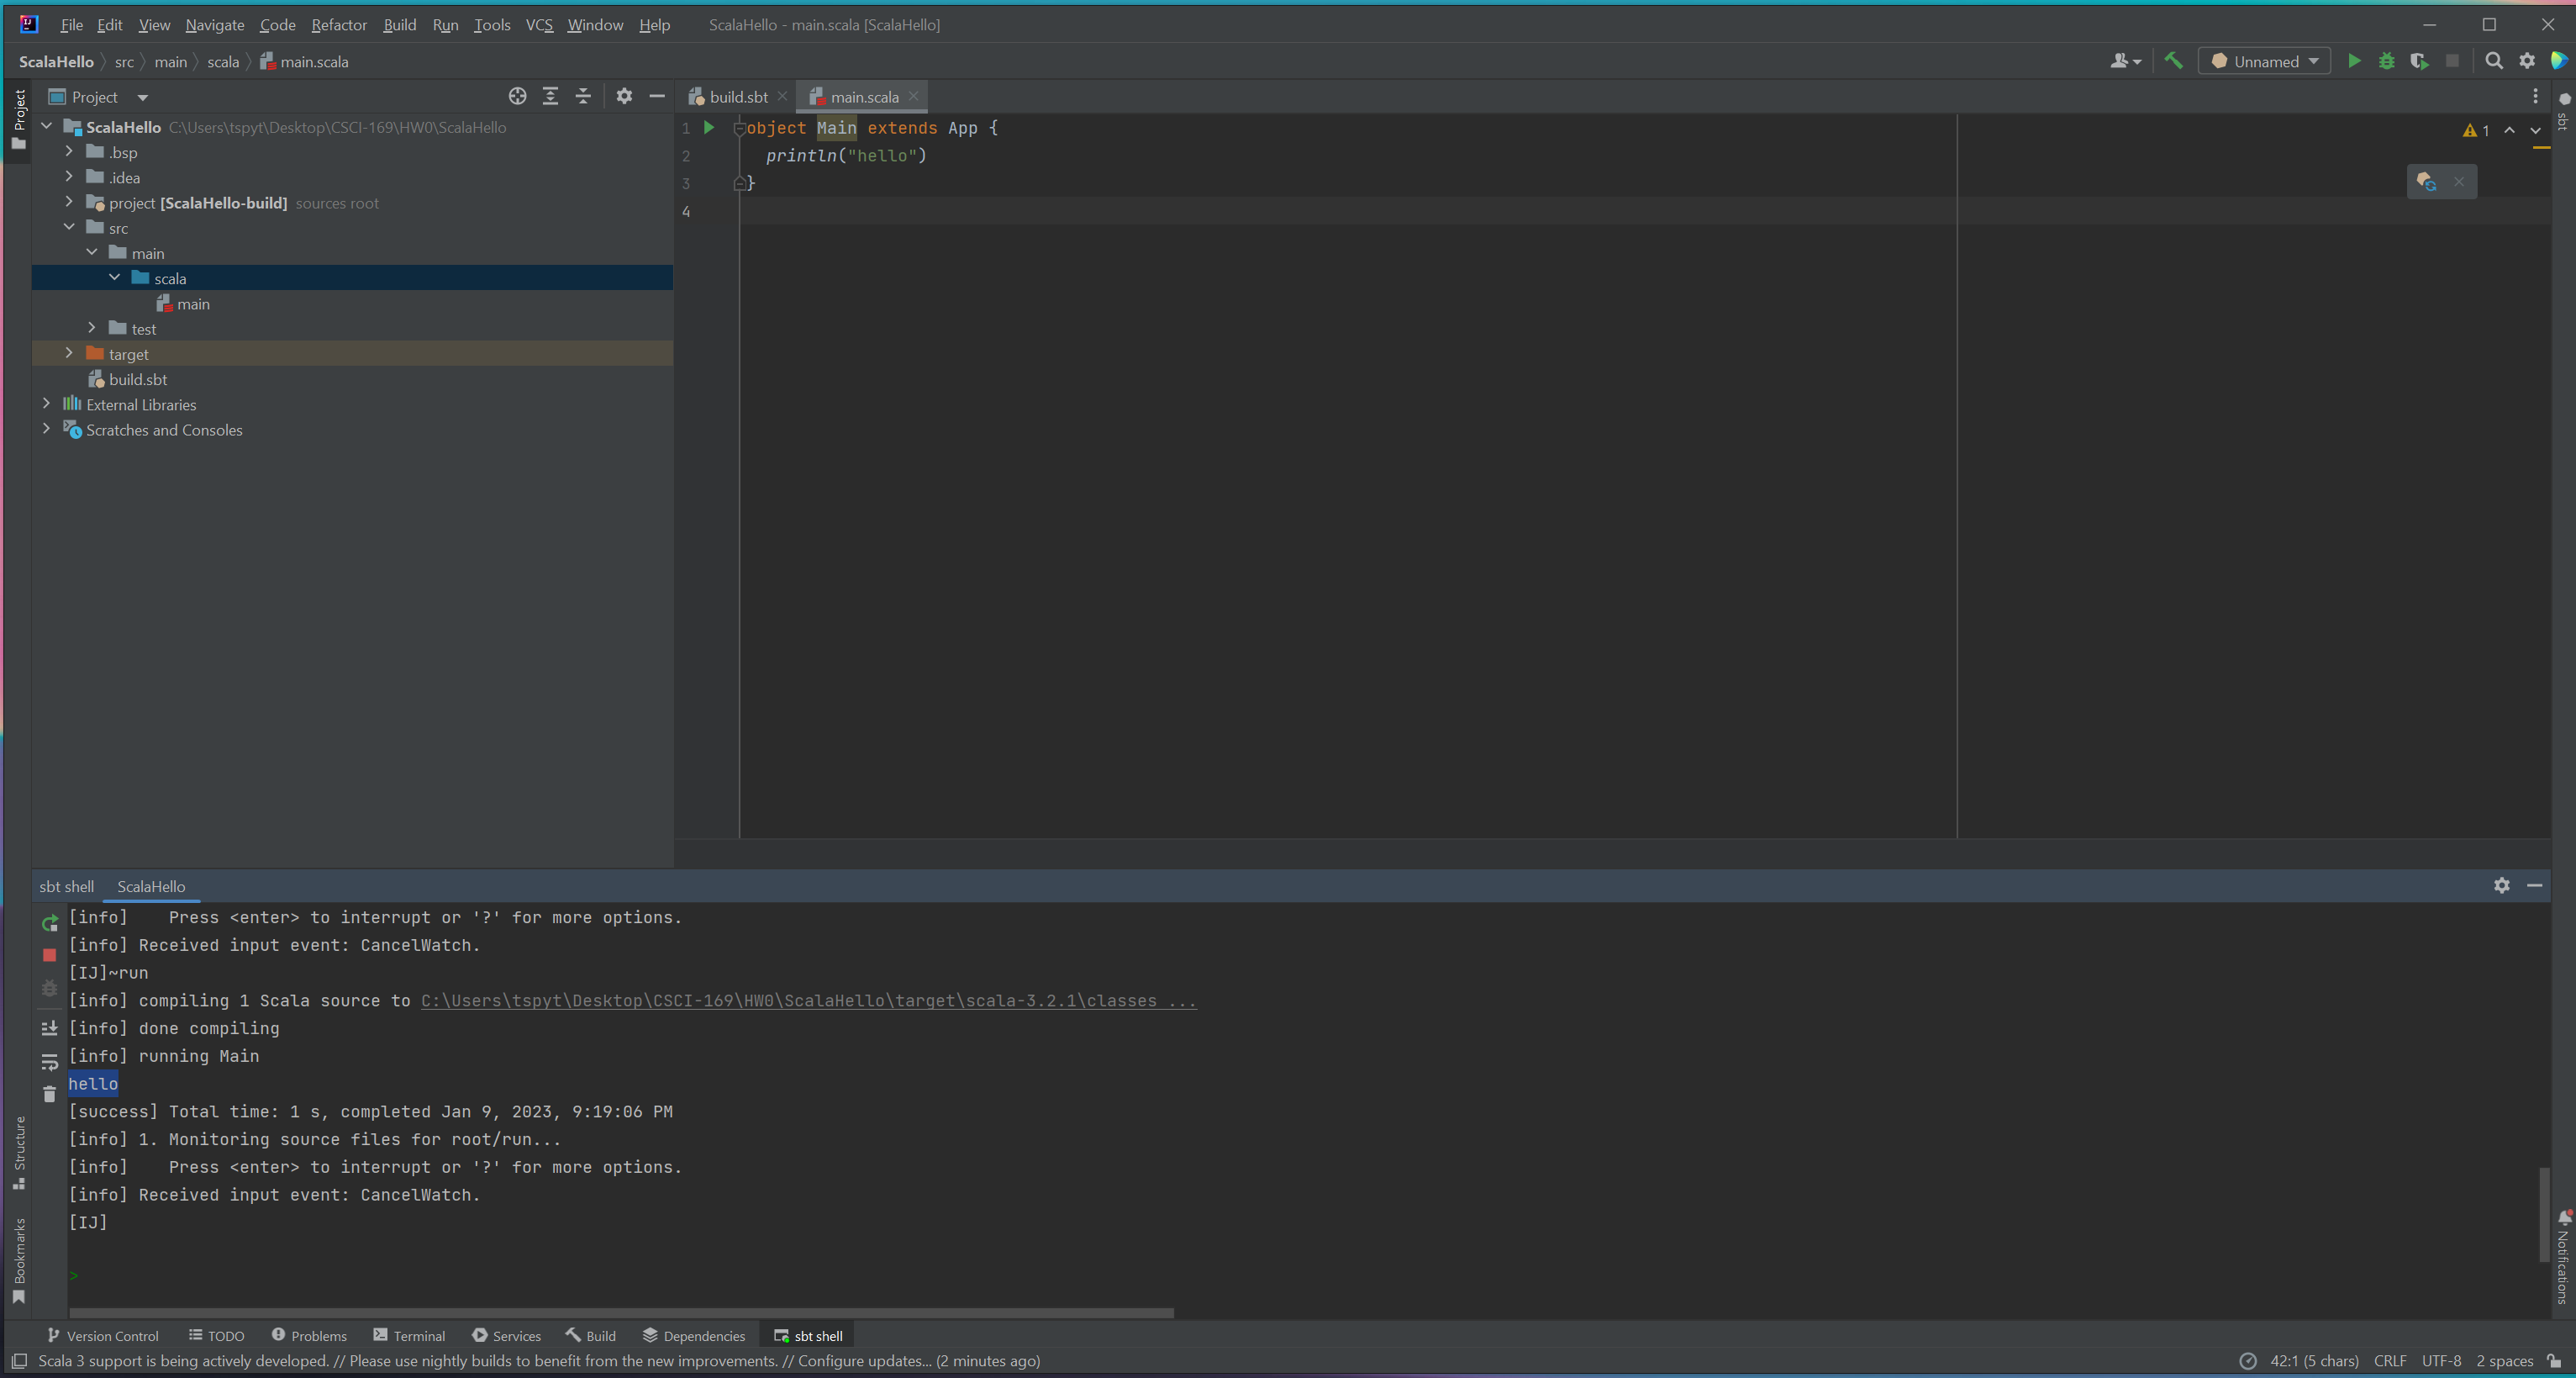 File Edit View Navigate Code Refactor Build Run Tools VCS Window Help ScalaHello - main.scala [ScalaHello]
ScalaHello src main scala main.scala Unnamed
Project
Project
build.sbt main.scala
sbt
ScalaHello C:\Users\tspyt\Desktop\CSCI-169\HW0\ScalaHello
.bsp
.idea
project [ScalaHello-build] sources root
src
main
scala
main
test
target
build.sbt
External Libraries
Scratches and Consoles
1 object Main extends App {
2 println("hello")
3 }
4
1
sbt shell ScalaHello
[info]    Press <enter> to interrupt or '?' for more options.
[info] Received input event: CancelWatch.
[IJ]~run
[info] compiling 1 Scala source to C:\Users\tspyt\Desktop\CSCI-169\HW0\ScalaHello\target\scala-3.2.1\classes ...
[info] done compiling
[info] running Main
hello
[success] Total time: 1 s, completed Jan 9, 2023, 9:19:06 PM
[info] 1. Monitoring source files for root/run...
[info]    Press <enter> to interrupt or '?' for more options.
[info] Received input event: CancelWatch.
[IJ]
>
Structure
Bookmarks
Notifications
Version Control TODO Problems Terminal Services Build Dependencies sbt shell
Scala 3 support is being actively developed. // Please use nightly builds to benefit from the new improvements. // Configure updates... (2 minutes ago) 42:1 (5 chars) CRLF UTF-8 2 spaces